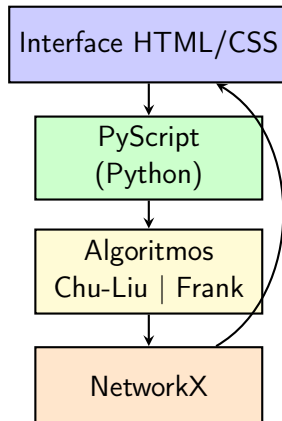 Interface HTML/CSS
PyScript
(Python)
Algoritmos
Chu-Liu | Frank
NetworkX